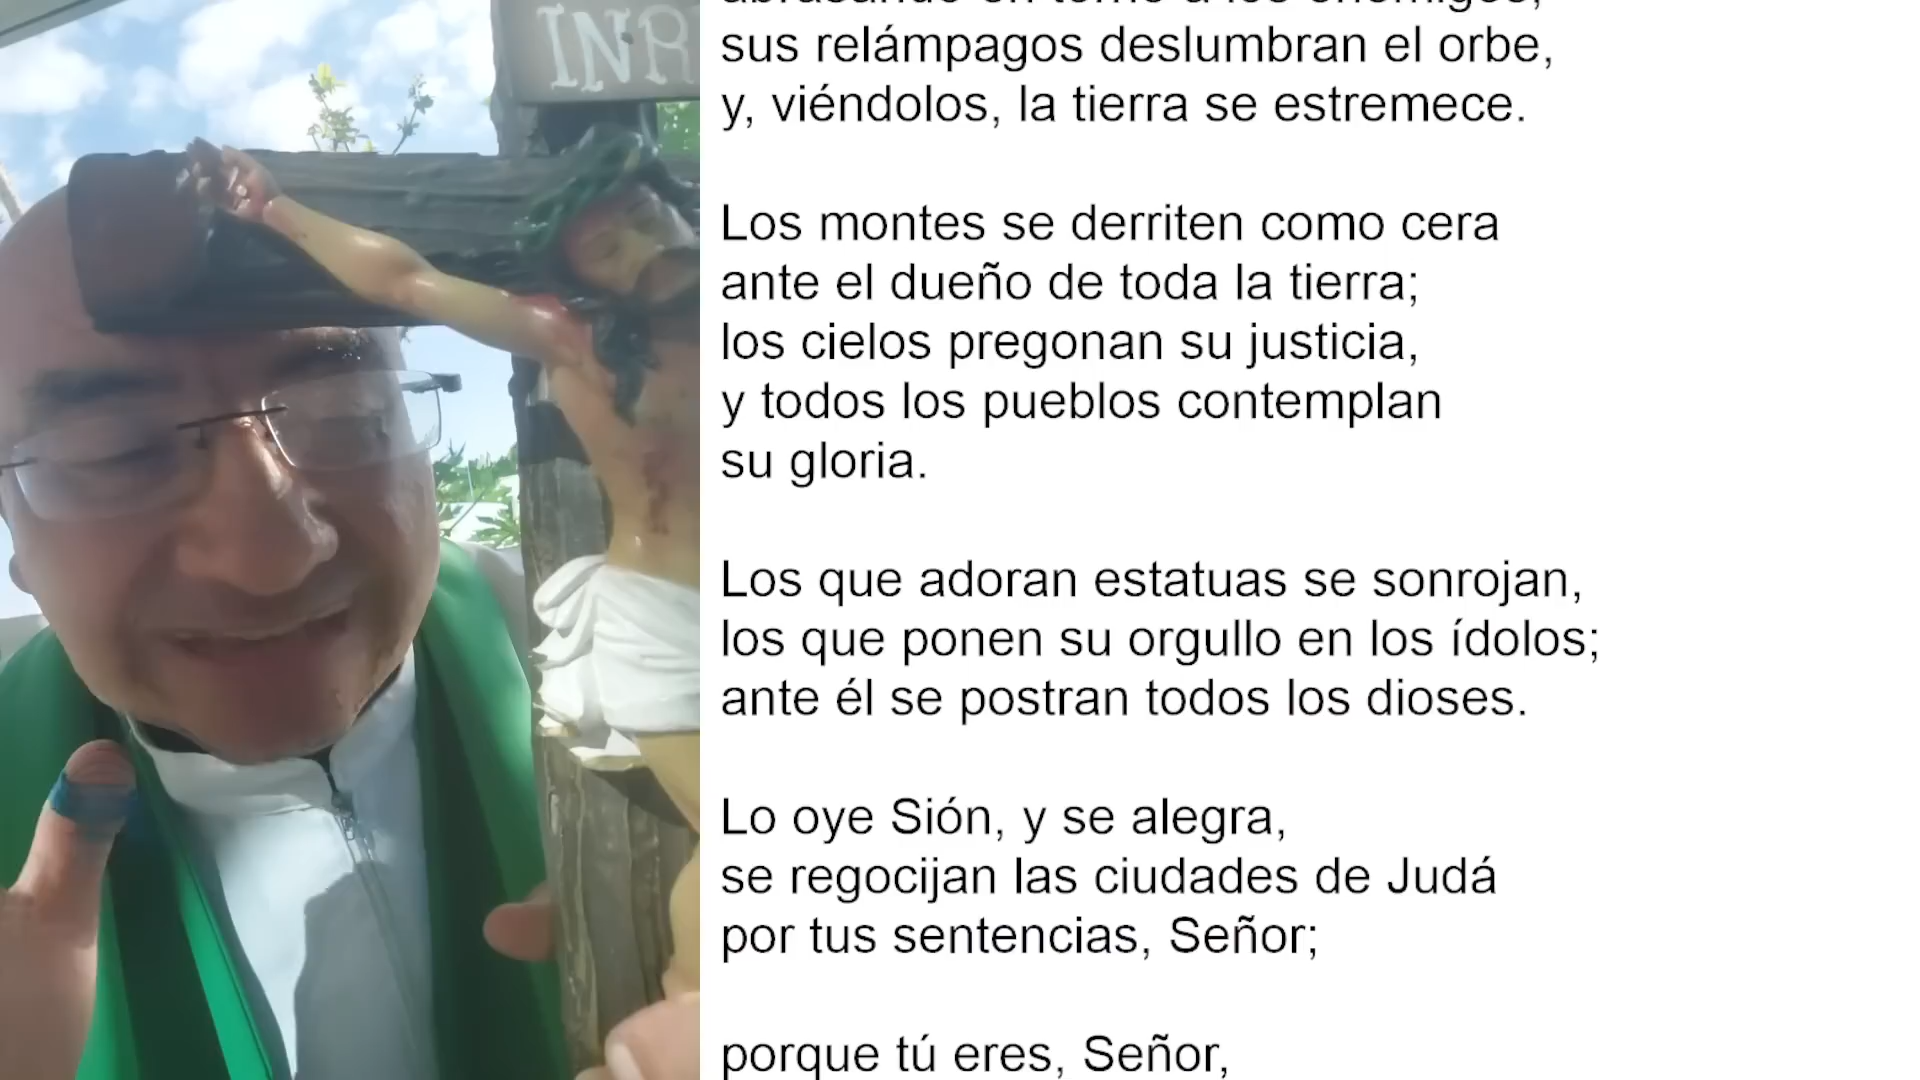 INR
sus relámpagos deslumbran el orbe,
y, viéndolos, la tierra se estremece.
Los montes se derriten como cera
ante el dueño de toda la tierra;
los cielos pregonan su justicia,
y todos los pueblos contemplan
su gloria.
Los que adoran estatuas se sonrojan,
los que ponen su orgullo en los ídolos;
ante él se postran todos los dioses.
Lo oye Sión, y se alegra,
se regocijan las ciudades de Judá
por tus sentencias, Señor;
porque tú eres, Señor,